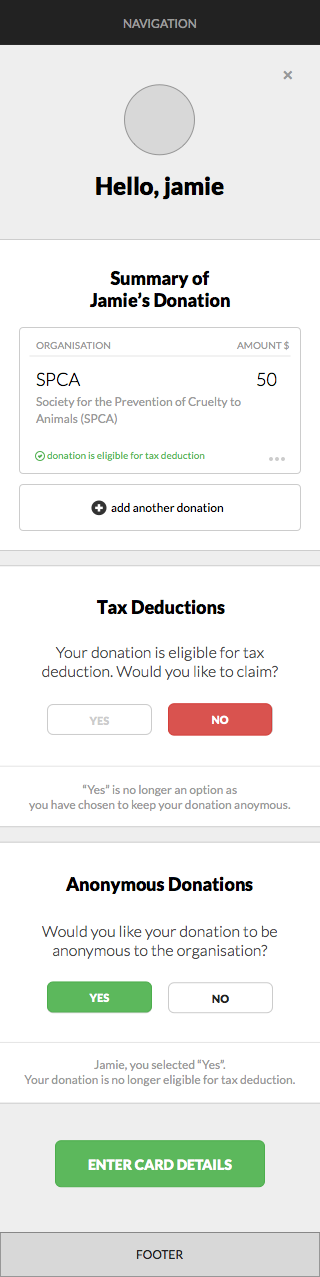 NAVIGATION
×
Hello, jamie
Summary of
Jamie’s Donation
ORGANISATION AMOUNT $
SPCA 50
Society for the Prevention of Cruelty to
Animals (SPCA)
donation is eligible for tax deduction
add another donation
Tax Deductions
Your donation is eligible for tax
deduction. Would you like to claim?
YES NO
“Yes” is no longer an option as
you have chosen to keep your donation anoymous.
Anonymous Donations
Would you like your donation to be
anonymous to the organisation?
YES NO
Jamie, you selected “Yes”.
Your donation is no longer eligible for tax deduction.
ENTER CARD DETAILS
FOOTER